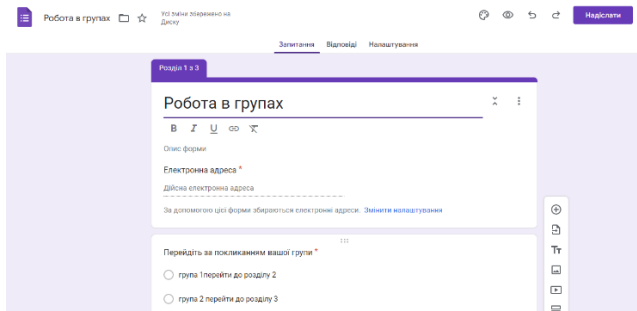 Робота в групах
Усі зміни збережено на
Диску
Надіслати
Запитання Відповіді Налаштування
Розділ 1 з 3
Робота в групах
B I U
Опис форми
Електронна адреса *
Дійсна електронна адреса
За допомогою цієї форми збираються електронні адреси. Змінити налаштування
Перейдіть за покликанням вашої групи *
група 1перейти до розділу 2
група 2 перейти до розділу 3
Тт